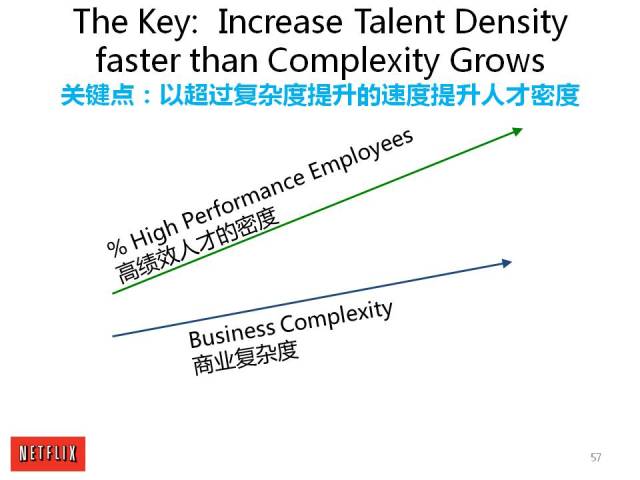 The Key:  Increase Talent Density
faster than Complexity Grows
关键点：以超过复杂度提升的速度提升人才密度
% High Performance Employees
高绩效人才的密度
Business Complexity
商业复杂度
NETFLIX
57